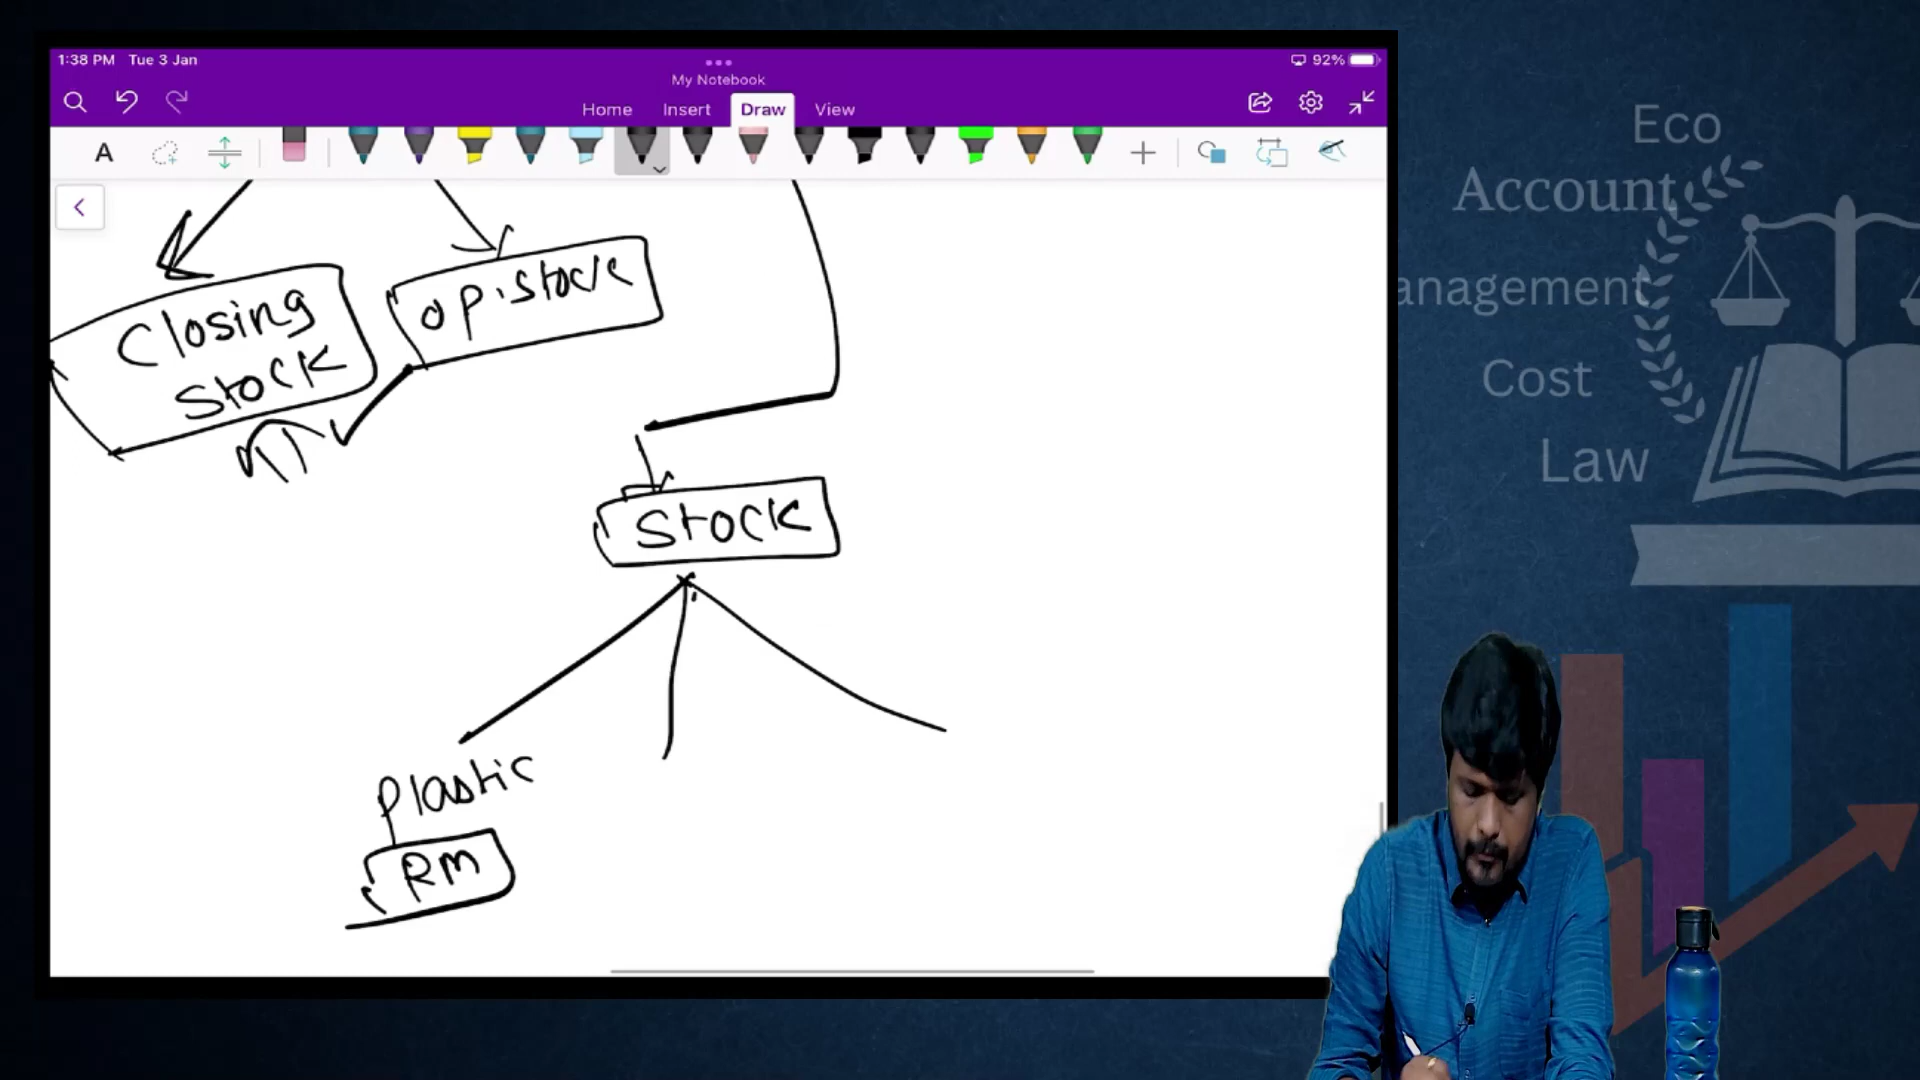 1:38 PM Tue 3 Jan
92%
My Notebook
Home Insert Draw View
A
Closing
Stock
op.stock
Stock
Plastic
RM
Eco
Account
anagement
Cost
Law